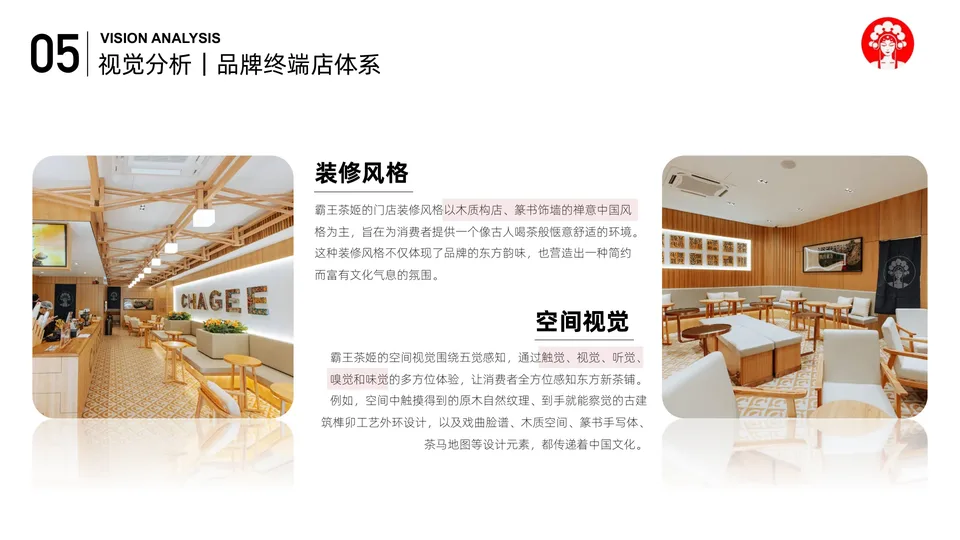 05
VISION ANALYSIS
视觉分析｜品牌终端店体系
CHAGEE
装修风格
霸王茶姬的门店装修风格以木质构店、篆书饰墙的禅意中国风
格为主，旨在为消费者提供一个像古人喝茶般惬意舒适的环境。
这种装修风格不仅体现了品牌的东方韵味，也营造出一种简约
而富有文化气息的氛围。
空间视觉
霸王茶姬的空间视觉围绕五觉感知，通过触觉、视觉、听觉、
嗅觉和味觉的多方位体验，让消费者全方位感知东方新茶铺。
例如，空间中触摸得到的原木自然纹理、到手就能察觉的古建
筑榫卯工艺外环设计，以及戏曲脸谱、木质空间、篆书手写体、
茶马地图等设计元素，都传递着中国文化。